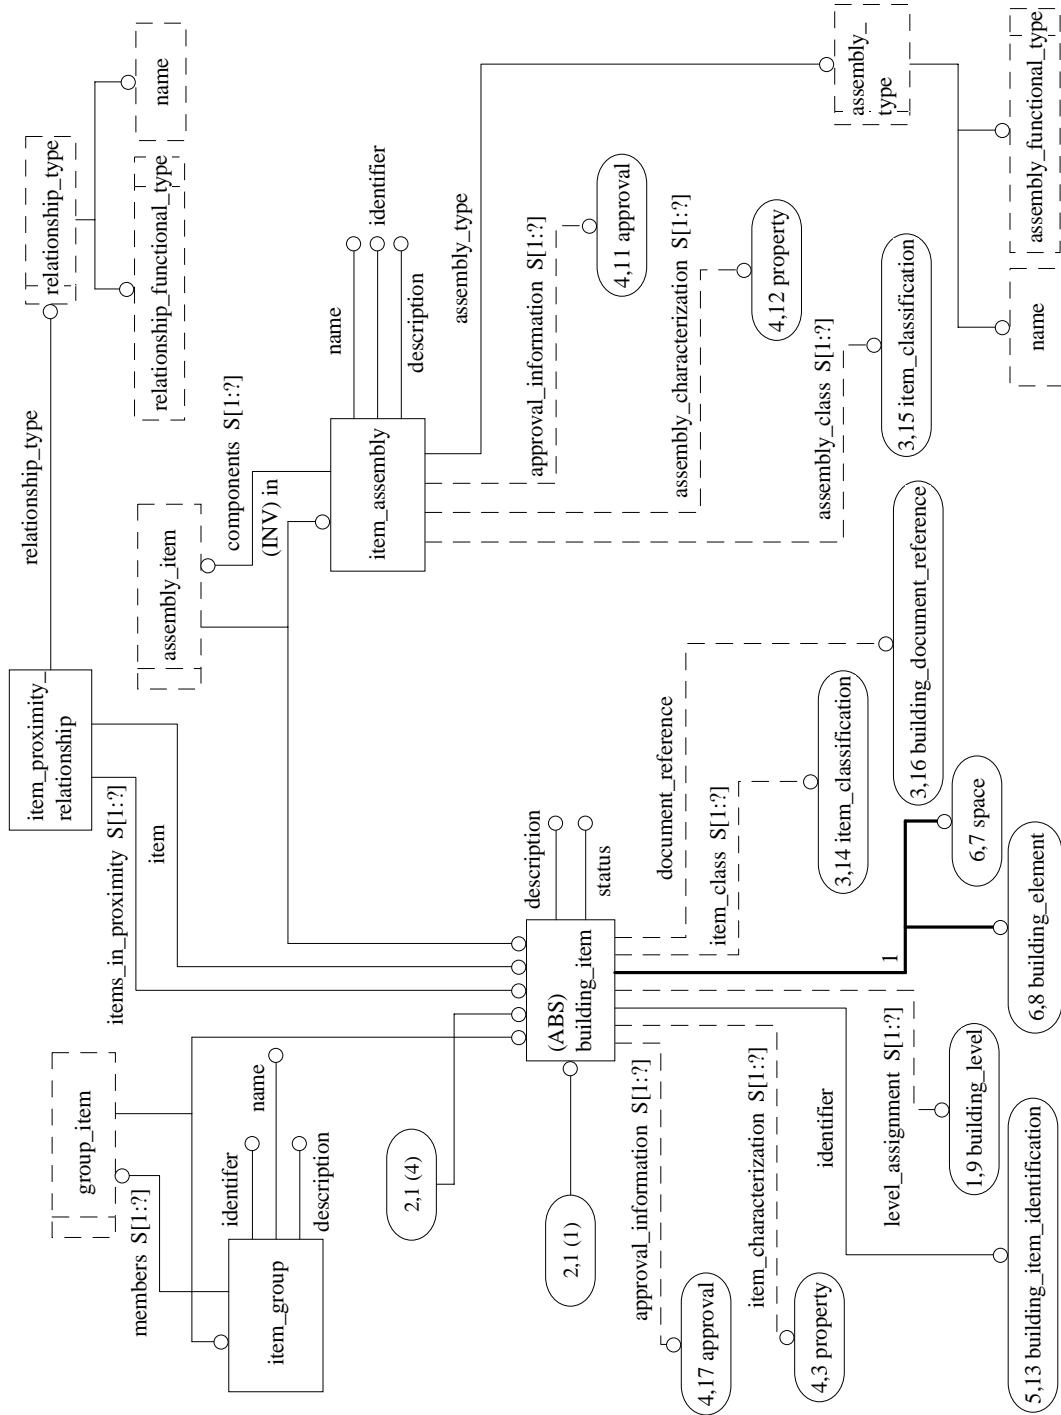 item_proximity_
relationship
relationship_type
relationship_type
relationship_functional_type
name
items_in_proximity S[1:?]
item
assembly_item
components S[1:?]
(INV) in
item_assembly
name
identifier
description
assembly_type
assembly_
type
name
assembly_functional_type
approval_information S[1:?]
4,11 approval
assembly_characterization S[1:?]
4,12 property
assembly_class S[1:?]
3,15 item_classification
group_item
members S[1:?]
item_group
identifer
name
description
2,1 (4)
2,1 (1)
(ABS)
building_item
description
status
document_reference
3,16 building_document_reference
item_class S[1:?]
3,14 item_classification
1
6,7 space
6,8 building_element
level_assignment S[1:?]
1,9 building_level
identifier
5,13 building_item_identification
item_characterization S[1:?]
4,3 property
approval_information S[1:?]
4,17 approval